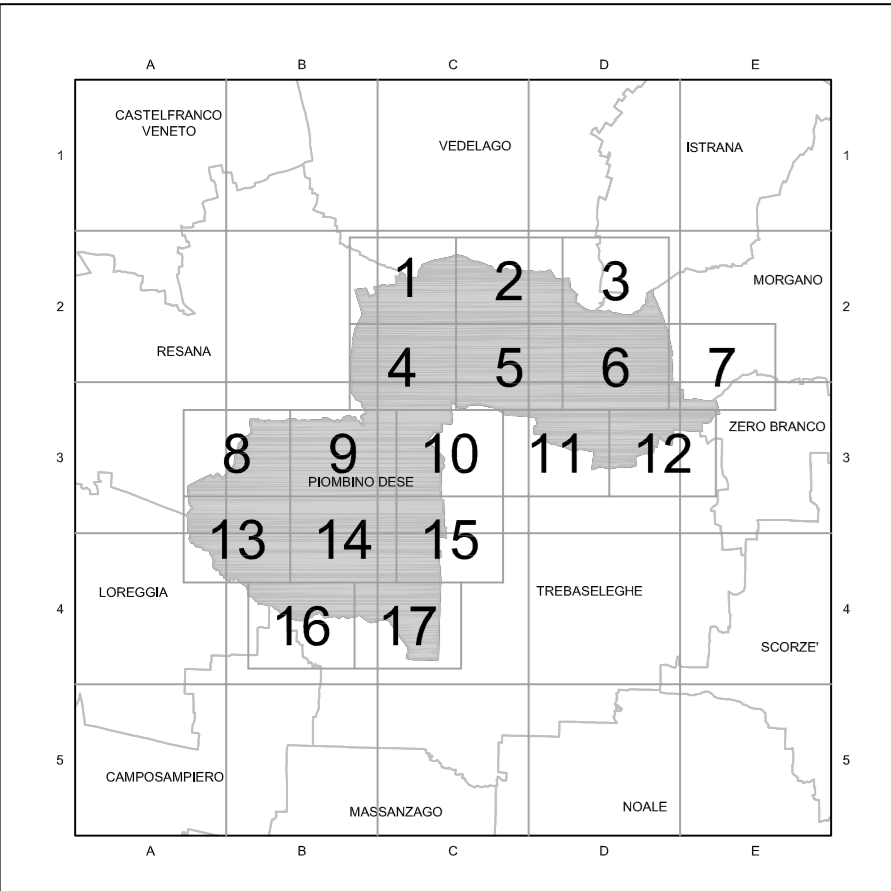 A B C D E
CASTELFRANCO
VENETO
VEDELAGO
ISTRANA
1 1
MORGANO
1 2 3
2 2
RESANA
4 5 6 7
ZERO BRANCO
8 9 10 11 12
3 3
PIOMBINO DESE
13 14 15
LOREGGIA
TREBASELEGHE
4 4
16 17
SCORZE'
5 5
CAMPOSAMPIERO
MASSANZAGO
NOALE
A B C D E